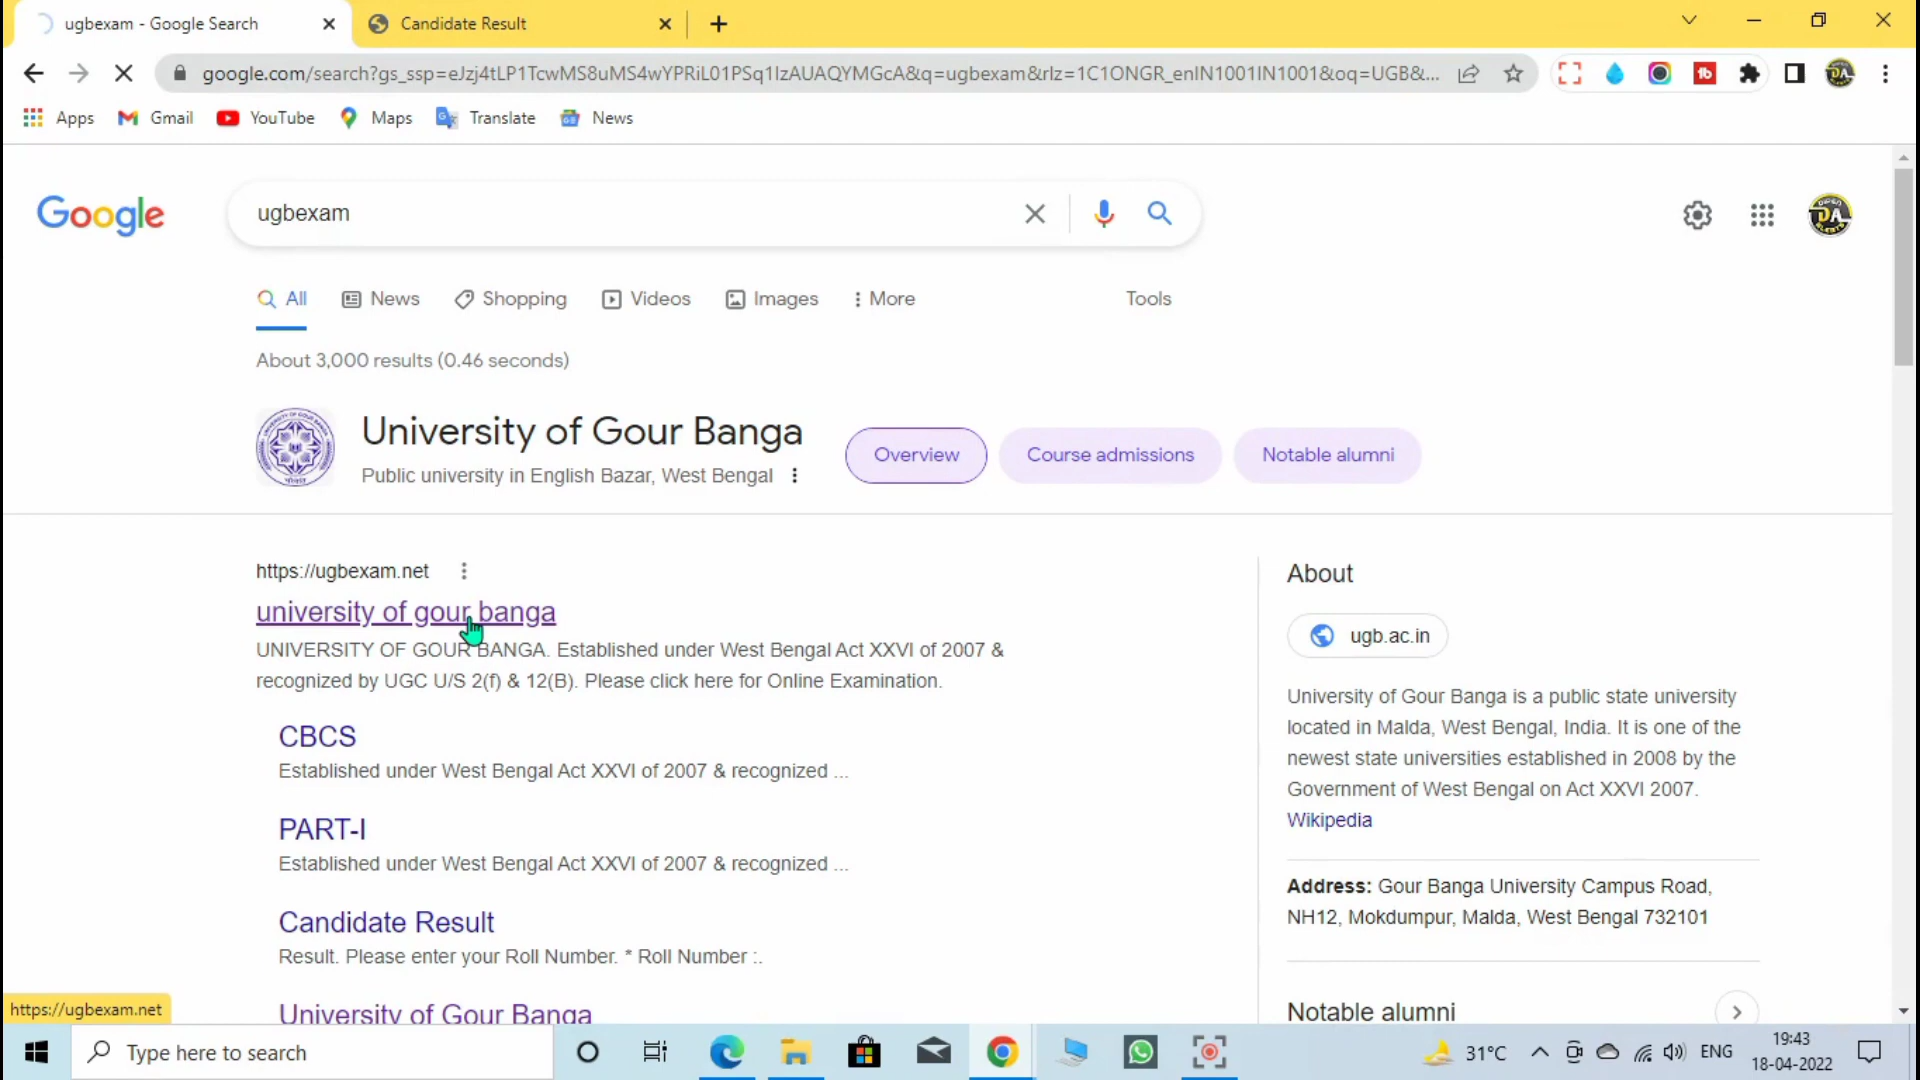 ugbexam - Google Search
Candidate Result
google.com/search?gs_ssp=eJzj4tLP1TcwMS8uMS4wYPRiL01PSq1IzAUAQYMGcA&q=ugbexam&rlz=1C1ONGR_enIN1001IN1001&oq=UGB&...
Apps
Gmail
YouTube
Maps
Translate
News
Google
ugbexam
All
News
Shopping
Videos
Images
More
Tools
About 3,000 results (0.46 seconds)
University of Gour Banga
Public university in English Bazar, West Bengal
Overview
Course admissions
Notable alumni
https://ugbexam.net
university of gour banga
UNIVERSITY OF GOUR BANGA. Established under West Bengal Act XXVI of 2007 &
recognized by UGC U/S 2(f) & 12(B). Please click here for Online Examination.
CBCS
Established under West Bengal Act XXVI of 2007 & recognized ...
PART-I
Established under West Bengal Act XXVI of 2007 & recognized ...
Candidate Result
Result. Please enter your Roll Number. * Roll Number :.
University of Gour Banga
About
ugb.ac.in
University of Gour Banga is a public state university
located in Malda, West Bengal, India. It is one of the
newest state universities established in 2008 by the
Government of West Bengal on Act XXVI 2007.
Wikipedia
Address: Gour Banga University Campus Road,
NH12, Mokdumpur, Malda, West Bengal 732101
Notable alumni
https://ugbexam.net
Type here to search
31°C
ENG
19:43
18-04-2022